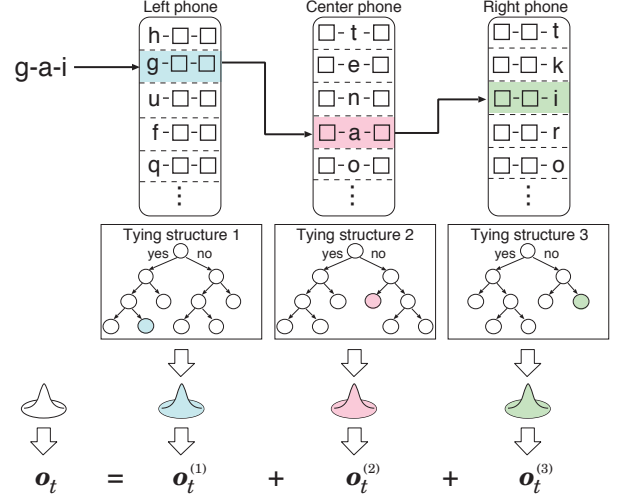 Left phone
Center phone
Right phone
g-a-i
h-□-□
g-□-□
u-□-□
f-□-□
q-□-□
⋮
□-t-□
□-e-□
□-n-□
□-a-□
□-o-□
⋮
□-□-t
□-□-k
□-□-i
□-□-r
□-□-o
⋮
Tying structure 1
yes no
Tying structure 2
yes no
Tying structure 3
yes no
o_t = o_t^(1) + o_t^(2) + o_t^(3)